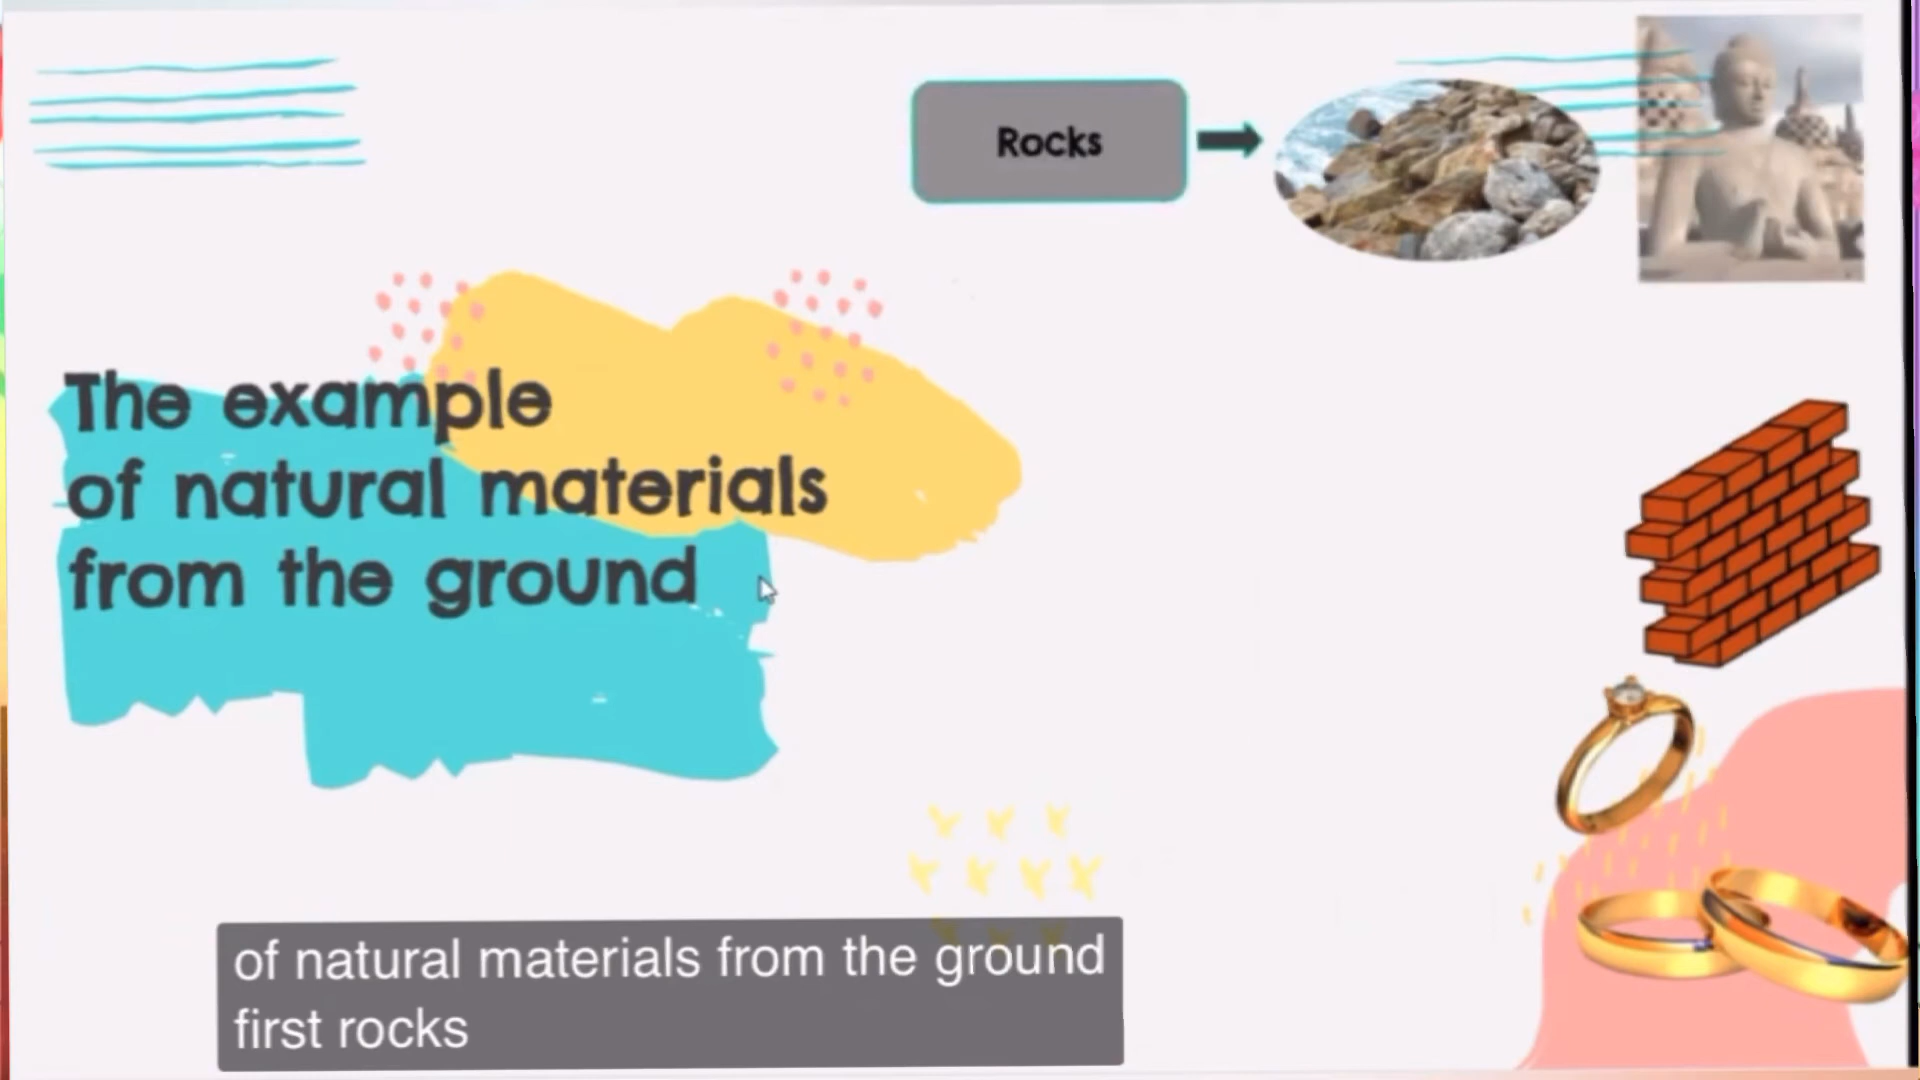 Rocks
The example
of natural materials
from the ground
of natural materials from the ground
first rocks